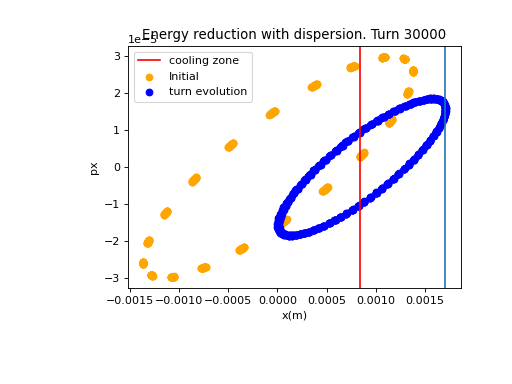 Energy reduction with dispersion. Turn 30000
1e−5
cooling zone
Initial
turn evolution
3
2
1
0
−1
−2
−3
px
−0.0015 −0.0010 −0.0005 0.0000 0.0005 0.0010 0.0015
x(m)